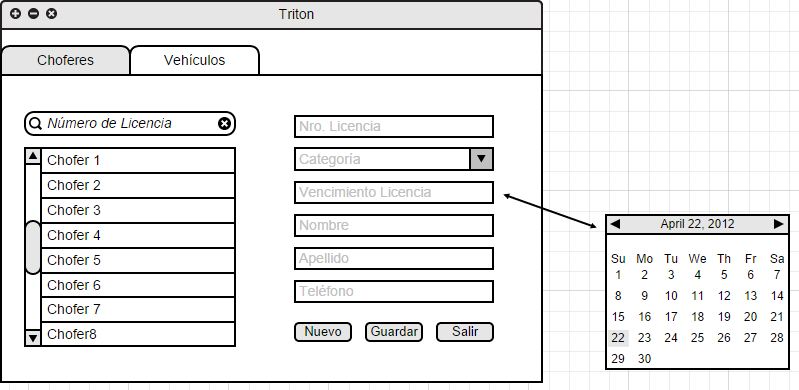 Triton
Choferes
Vehículos
Número de Licencia
Chofer 1
Chofer 2
Chofer 3
Chofer 4
Chofer 5
Chofer 6
Chofer 7
Chofer8
Nro. Licencia
Categoría
Vencimiento Licencia
Nombre
Apellido
Teléfono
Nuevo Guardar Salir
April 22, 2012
Su Mo Tu We Th Fr Sa
1 2 3 4 5 6 7
8 9 10 11 12 13 14
15 16 17 18 19 20 21
22 23 24 25 26 27 28
29 30